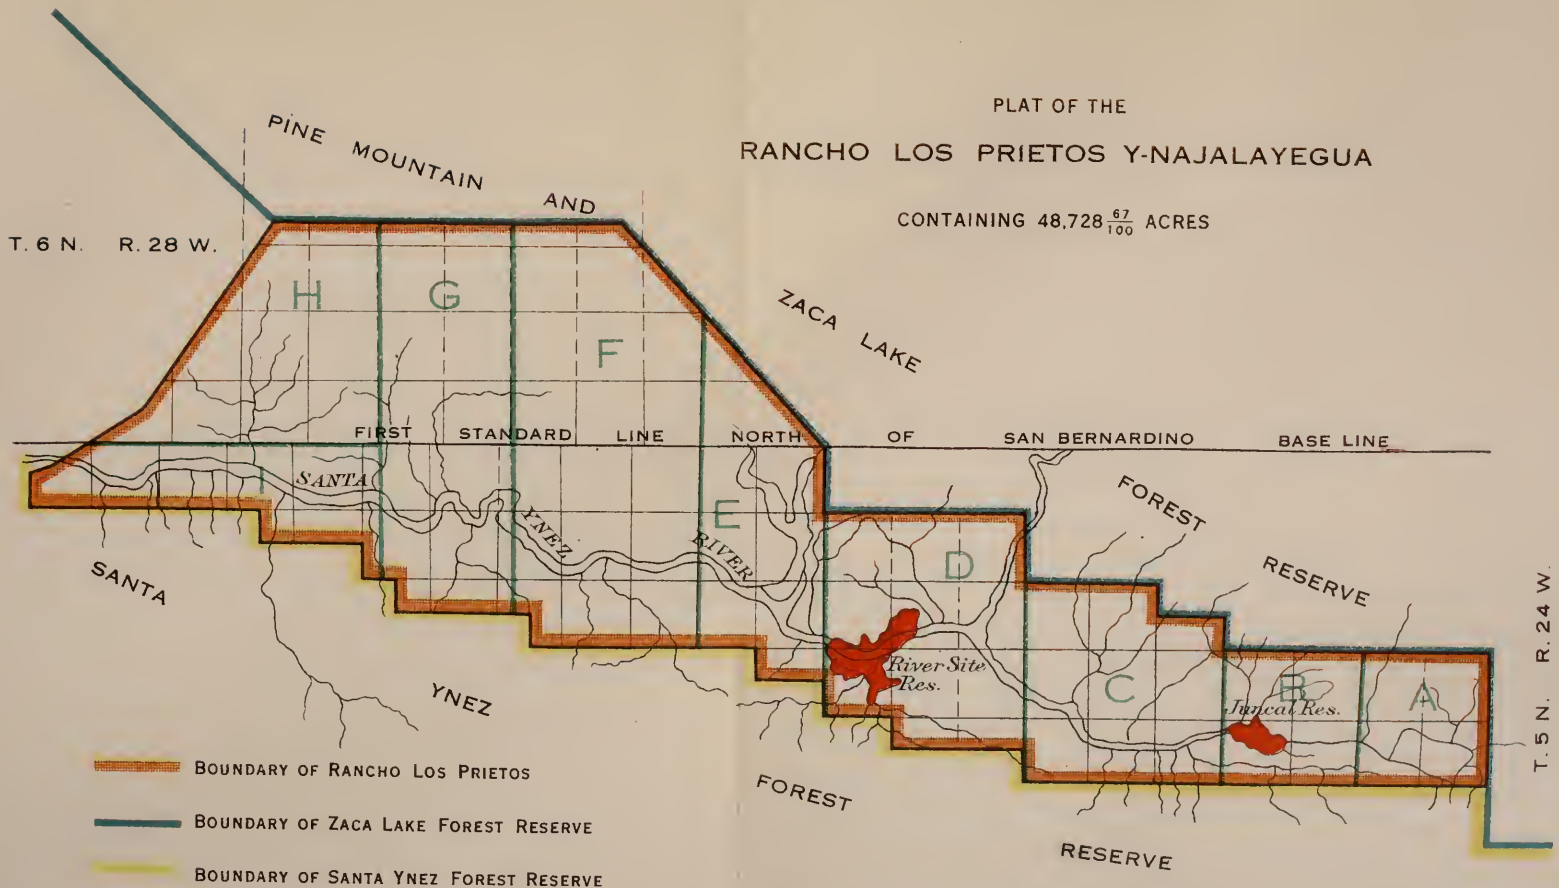 PLAT OF THE
RANCHO LOS PRIETOS Y-NAJALAYEGUA
CONTAINING 48,728 67/100 ACRES
PINE MOUNTAIN AND
ZACA LAKE
FOREST
RESERVE
T. 6 N. R. 28 W.
H
G
F
FIRST STANDARD LINE NORTH OF SAN BERNARDINO BASE LINE
SANTA
YNEZ
RIVER
E
D
River Site
Res.
C
B
Juncal Res.
A
T. 5 N. R. 24 W.
SANTA
YNEZ
FOREST
RESERVE
BOUNDARY OF RANCHO LOS PRIETOS
BOUNDARY OF ZACA LAKE FOREST RESERVE
BOUNDARY OF SANTA YNEZ FOREST RESERVE